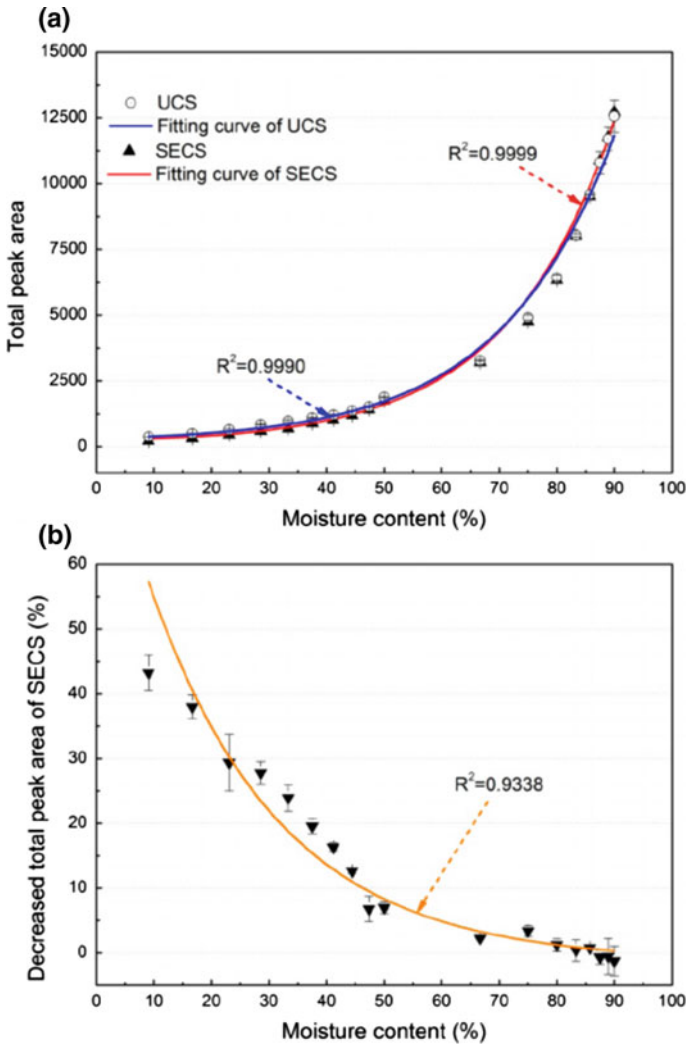 (a)
15000
12500
10000
7500
5000
2500
0
Total peak area
UCS
Fitting curve of UCS
SECS
Fitting curve of SECS
R²=0.9999
R²=0.9990
0 10 20 30 40 50 60 70 80 90 100
Moisture content (%)
(b)
60
50
40
30
20
10
0
Decreased total peak area of SECS (%)
R²=0.9338
0 10 20 30 40 50 60 70 80 90 100
Moisture content (%)